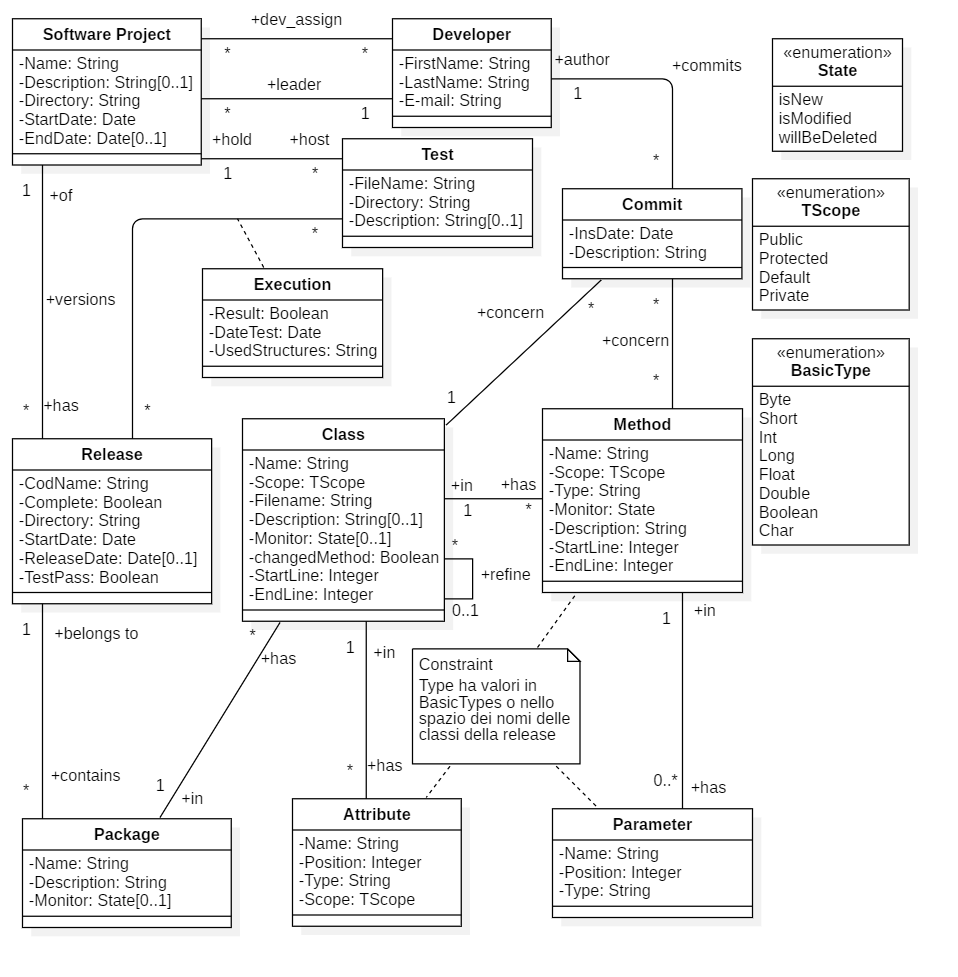 +dev_assign
Software Project
-Name: String
-Description: String[0..1]
-Directory: String
-StartDate: Date
-EndDate: Date[0..1]
*
*
+leader
*
1
Developer
-FirstName: String
-LastName: String
-E-mail: String
+author
1
+commits
*
«enumeration»
State
isNew
isModified
willBeDeleted
+hold
+host
1
*
Test
-FileName: String
-Directory: String
-Description: String[0..1]
*
Commit
-InsDate: Date
-Description: String
«enumeration»
TScope
Public
Protected
Default
Private
1
+of
+versions
*
+has
*
Execution
-Result: Boolean
-DateTest: Date
-UsedStructures: String
+concern
*
1
*
+concern
*
«enumeration»
BasicType
Byte
Short
Int
Long
Float
Double
Boolean
Char
Release
-CodName: String
-Complete: Boolean
-Directory: String
-StartDate: Date
-ReleaseDate: Date[0..1]
-TestPass: Boolean
Class
-Name: String
-Scope: TScope
-Filename: String
-Description: String[0..1]
-Monitor: State[0..1]
-changedMethod: Boolean
-StartLine: Integer
-EndLine: Integer
+in
+has
1
*
*
+refine
0..1
Method
-Name: String
-Scope: TScope
-Type: String
-Monitor: State
-Description: String
-StartLine: Integer
-EndLine: Integer
1
+belongs to
*
+has
1
+in
1
+in
Constraint
Type ha valori in
BasicTypes o nello
spazio dei nomi delle
classi della release
*
+contains
1
+in
*
+has
0..*
+has
Package
-Name: String
-Description: String
-Monitor: State[0..1]
Attribute
-Name: String
-Position: Integer
-Type: String
-Scope: TScope
Parameter
-Name: String
-Position: Integer
-Type: String